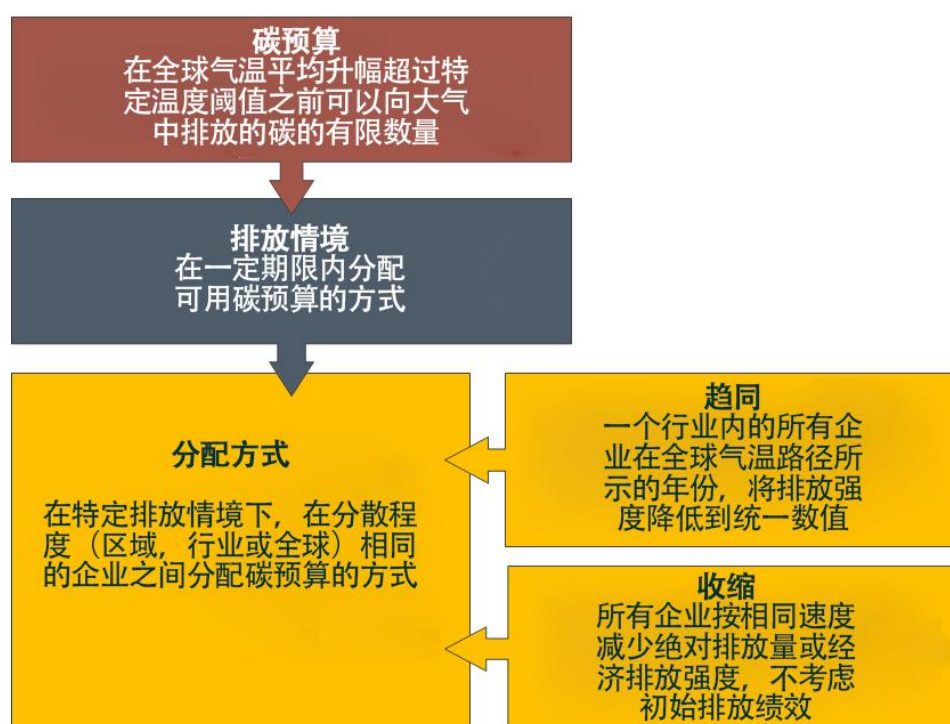 碳预算
在全球气温平均升幅超过特
定温度阈值之前可以向大气
中排放的碳的有限数量
排放情境
在一定期限内分配
可用碳预算的方式
分配方式
在特定排放情境下，在分散程
度（区域，行业或全球）相同
的企业之间分配碳预算的方式
趋同
一个行业内的所有企
业在全球气温路径所
示的年份，将排放强
度降低到统一数值
收缩
所有企业按相同速度
减少绝对排放量或经
济排放强度，不考虑
初始排放绩效